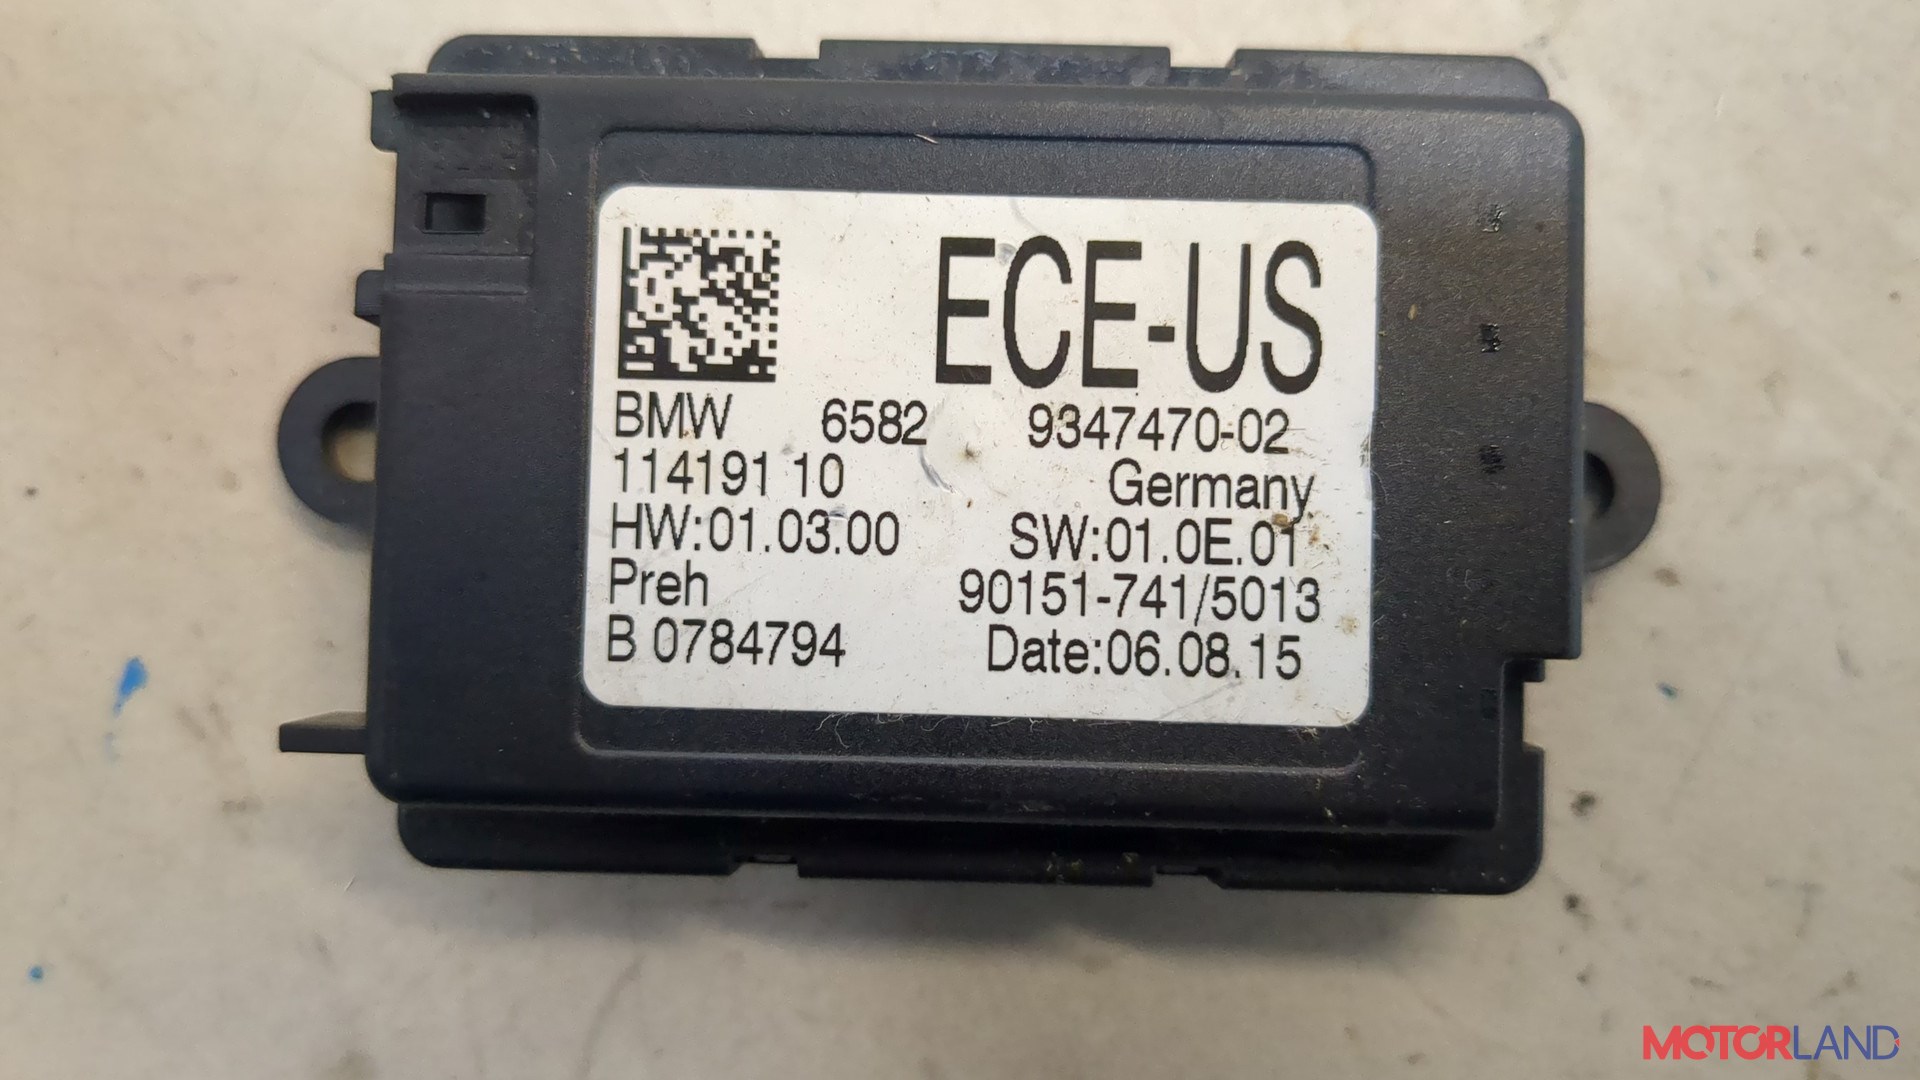 ECE-US
BMW 6582 9347470-02
114191 10 Germany
HW:01.03.00 SW:01.0E.01
Preh 90151-741/5013
B 0784794 Date:06.08.15
MOTORLAND